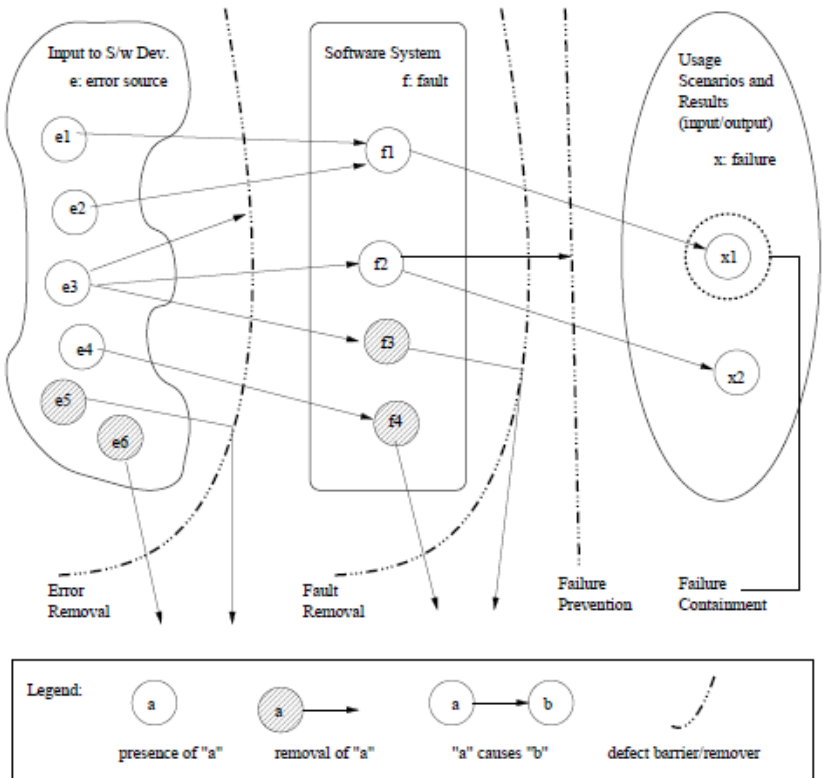 Input to S/w Dev.
e: error source
e1
e2
e3
e4
e5
e6
Software System
f: fault
f1
f2
f3
f4
Usage
Scenarios and
Results
(input/output)
x: failure
x1
x2
Error
Removal
Fault
Removal
Failure
Prevention
Failure
Containment
Legend:
a
presence of "a"
a
removal of "a"
a
b
"a" causes "b"
defect barrier/remover